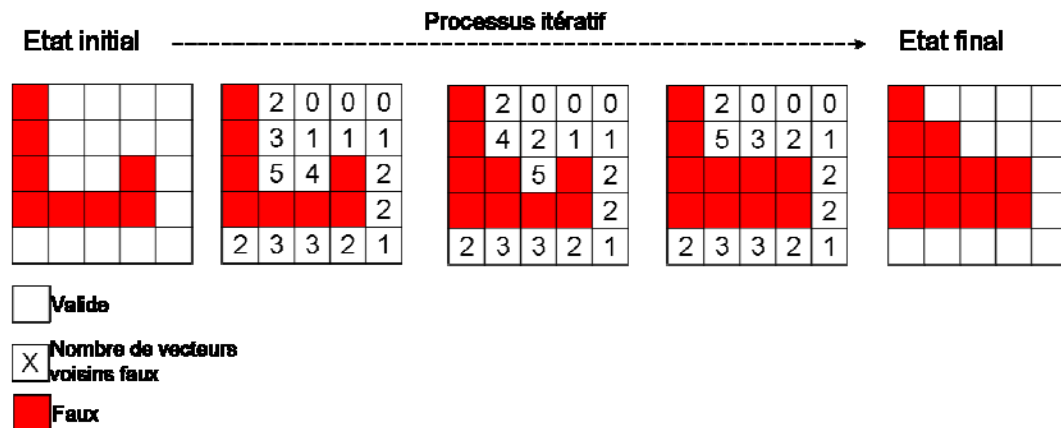 Processus itératif
Etat initial
Etat final
2 0 0 0
3 1 1 1
5 4 2
2
2 3 3 2 1
2 0 0 0
4 2 1 1
5 2
2
2 3 3 2 1
2 0 0 0
5 3 2 1
2
2
2 3 3 2 1
Valide
X
Nombre de vecteurs
voisins faux
Faux